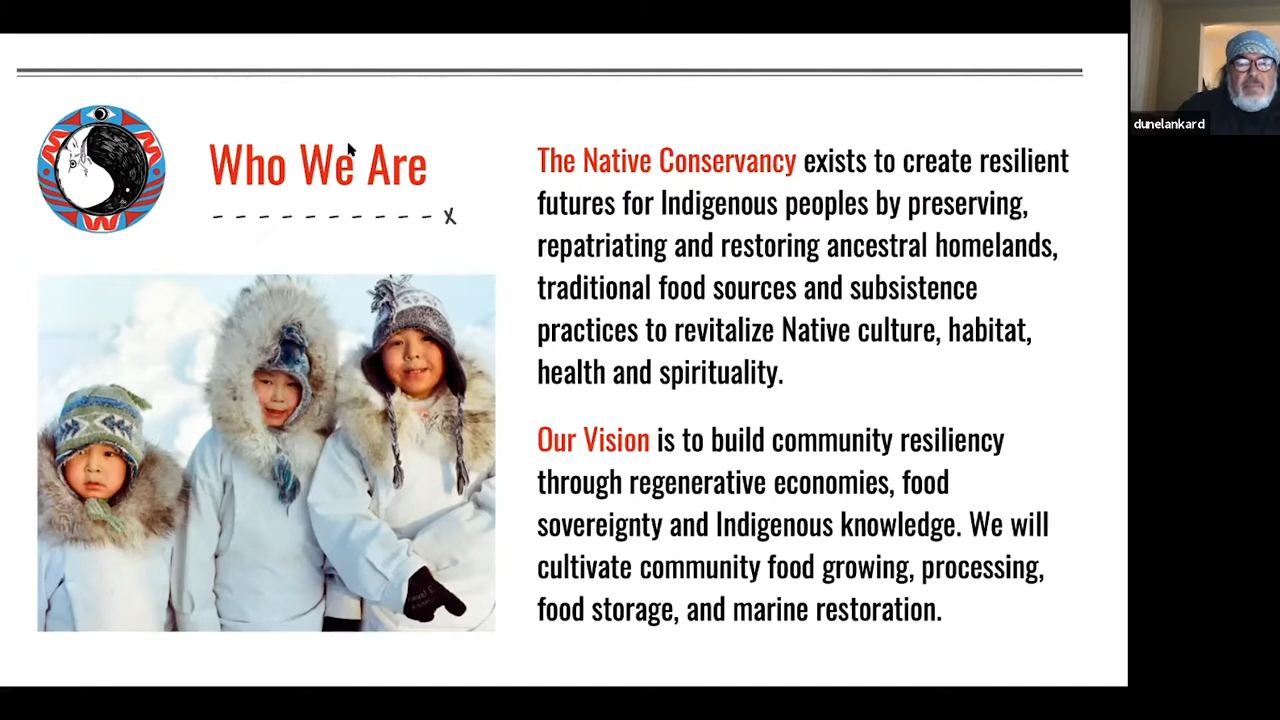 Who We Are
The Native Conservancy exists to create resilient
futures for Indigenous peoples by preserving,
repatriating and restoring ancestral homelands,
traditional food sources and subsistence
practices to revitalize Native culture, habitat,
health and spirituality.
Our Vision is to build community resiliency
through regenerative economies, food
sovereignty and Indigenous knowledge. We will
cultivate community food growing, processing,
food storage, and marine restoration.
dunelankard